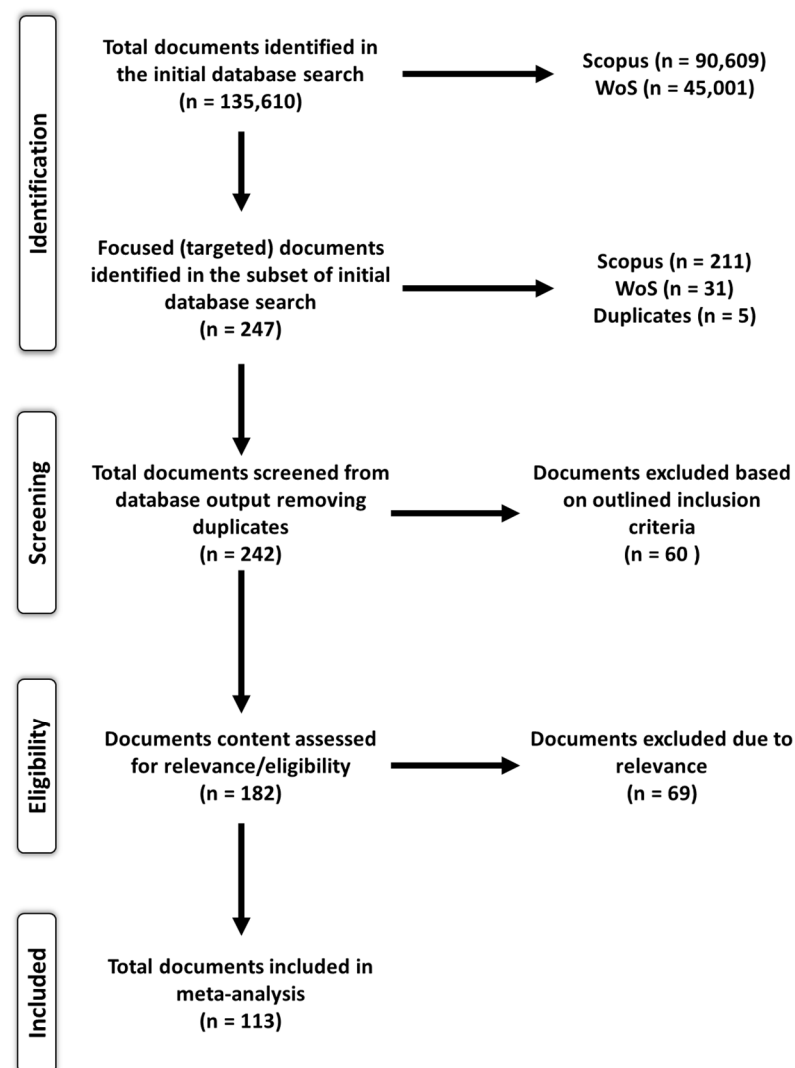 Identification
Total documents identified in
the initial database search
(n = 135,610)
Scopus (n = 90,609)
WoS (n = 45,001)
Focused (targeted) documents
identified in the subset of initial
database search
(n = 247)
Scopus (n = 211)
WoS (n = 31)
Duplicates (n = 5)
Screening
Total documents screened from
database output removing
duplicates
(n = 242)
Documents excluded based
on outlined inclusion
criteria
(n = 60 )
Eligibility
Documents content assessed
for relevance/eligibility
(n = 182)
Documents excluded due to
relevance
(n = 69)
Included
Total documents included in
meta-analysis
(n = 113)